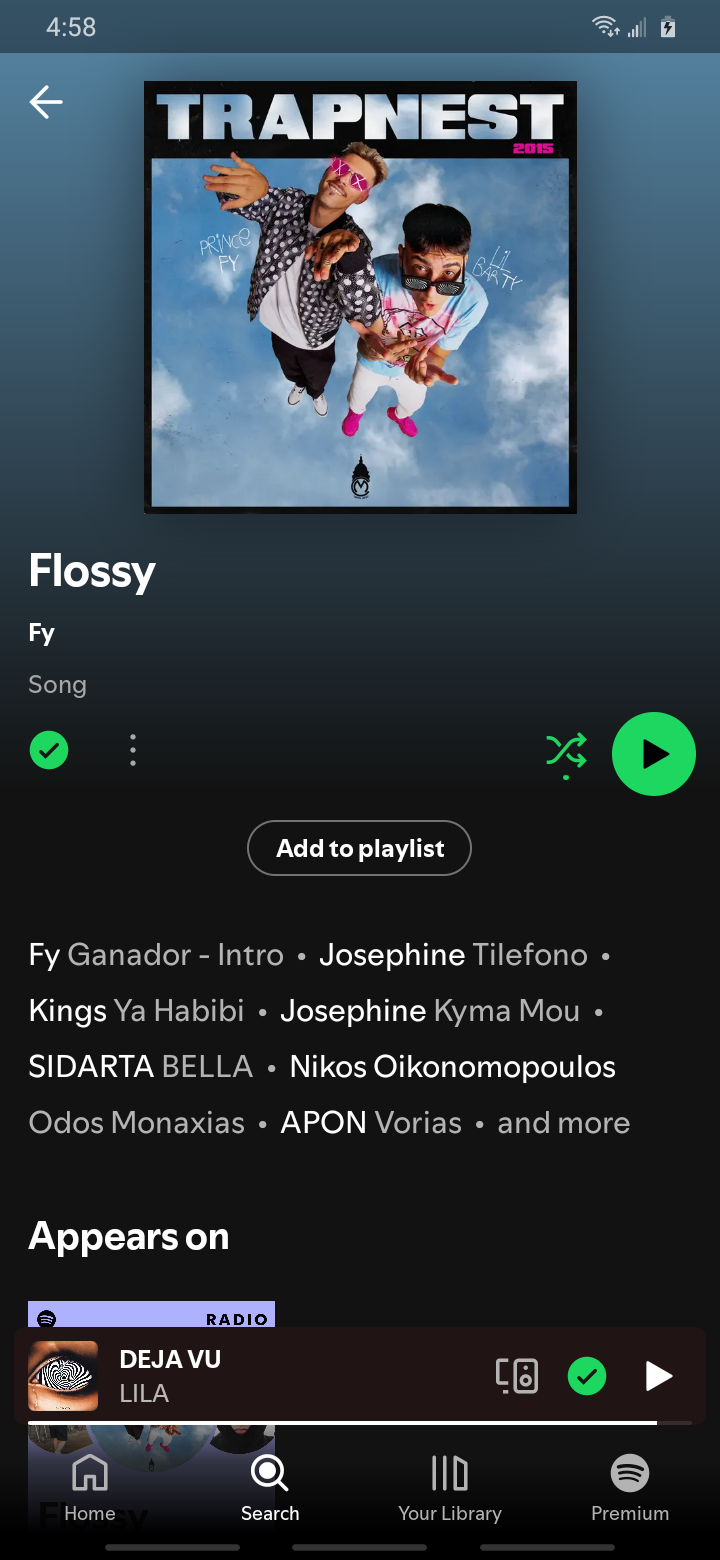 4:58
TRAPNEST
2015
PRINCE
FY
LIL
BARTY
Flossy
Fy
Song
Add to playlist
Fy Ganador - Intro • Josephine Tilefono •
Kings Ya Habibi • Josephine Kyma Mou •
SIDARTA BELLA • Nikos Oikonomopoulos
Odos Monaxias • APON Vorias • and more
Appears on
RADIO
DEJA VU
LILA
Flossy
Home
Search
Your Library
Premium